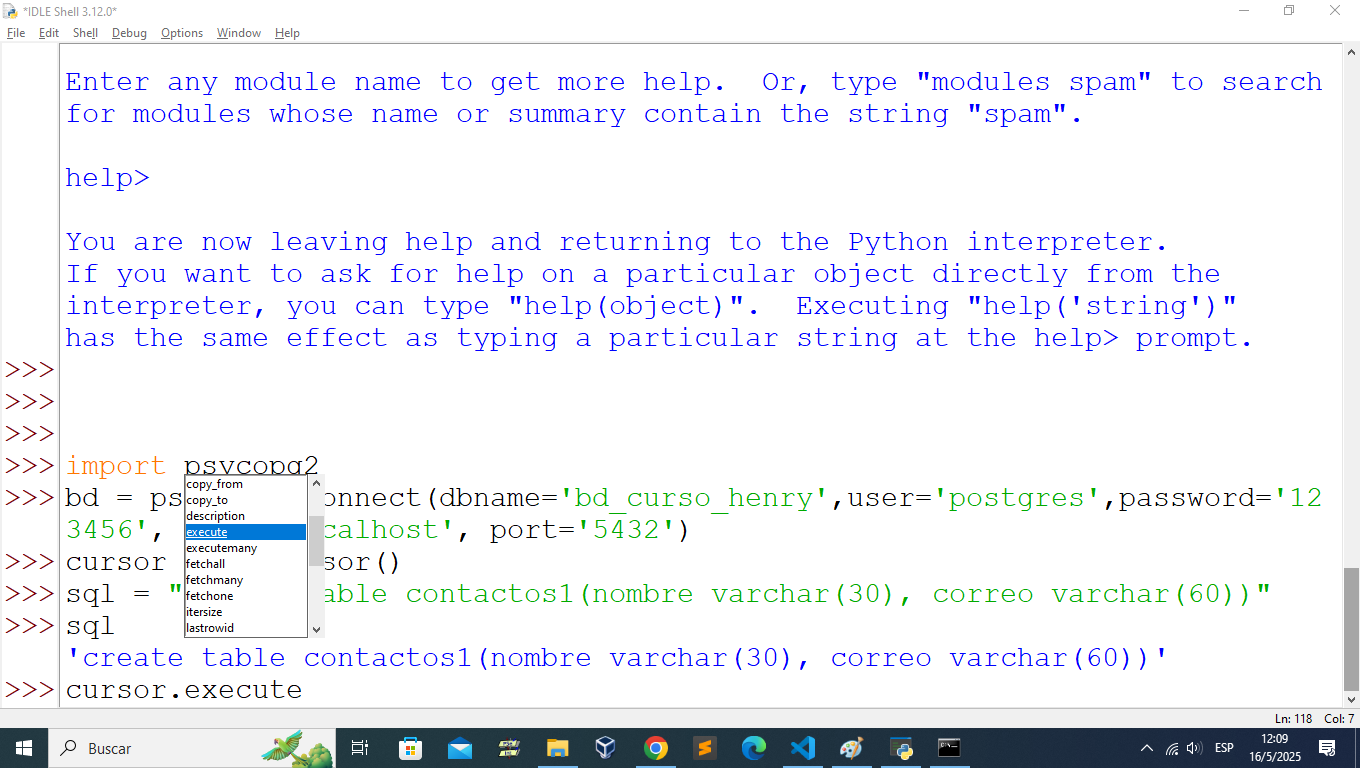 *IDLE Shell 3.12.0*
File Edit Shell Debug Options Window Help
Enter any module name to get more help.  Or, type "modules spam" to search
for modules whose name or summary contain the string "spam".
help>
You are now leaving help and returning to the Python interpreter.
If you want to ask for help on a particular object directly from the
interpreter, you can type "help(object)".  Executing "help('string')"
has the same effect as typing a particular string at the help> prompt.
>>>
>>>
>>>
>>> import psycopg2
>>> bd = ps onnect(dbname='bd_curso_henry',user='postgres',password='12
3456', calhost', port='5432')
>>> cursor sor()
>>> sql = " able contactos1(nombre varchar(30), correo varchar(60))"
>>> sql
'create table contactos1(nombre varchar(30), correo varchar(60))'
>>> cursor.execute
copy_from
copy_to
description
execute
executemany
fetchall
fetchmany
fetchone
itersize
lastrowid
Ln: 118 Col: 7
Buscar
ESP
12:09
16/5/2025